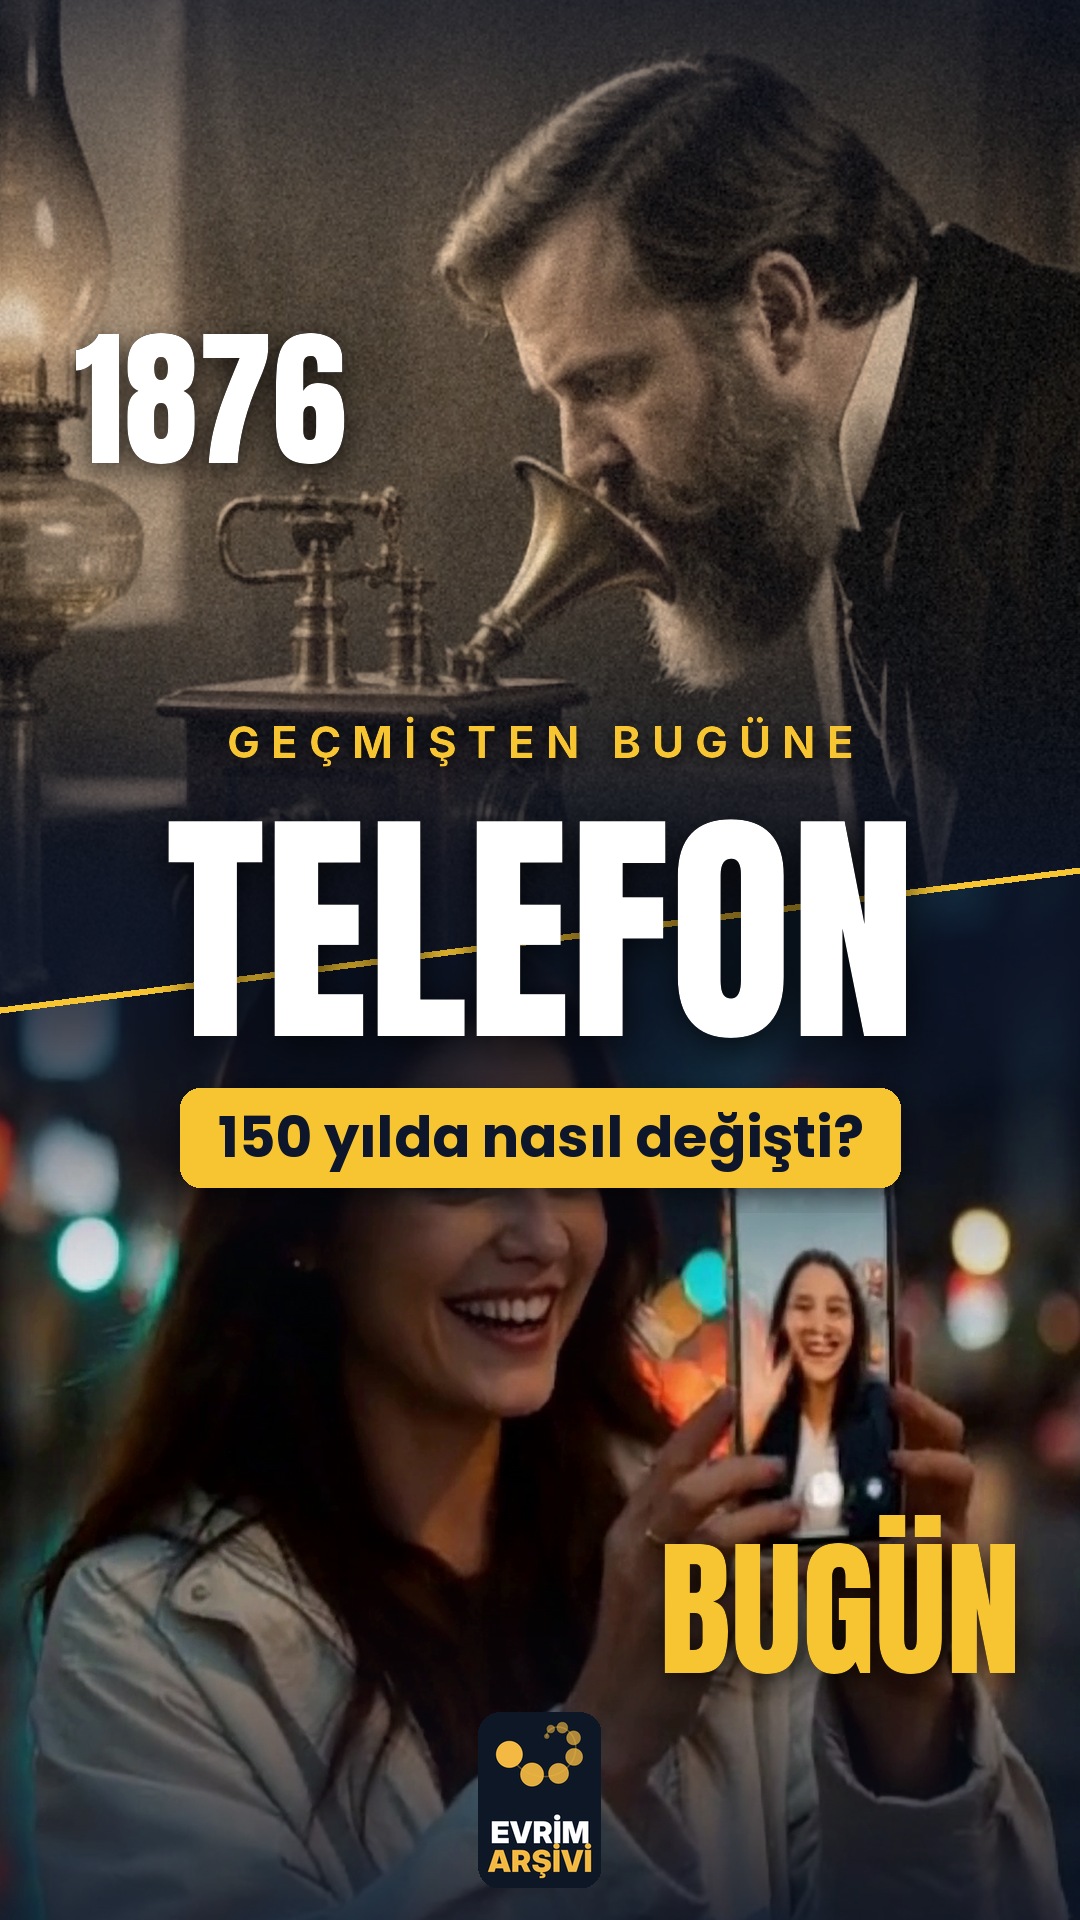 1876
GEÇMİŞTEN BUGÜNE
TELEFON
150 yılda nasıl değişti?
BUGÜN
EVRİM
ARŞİVİ